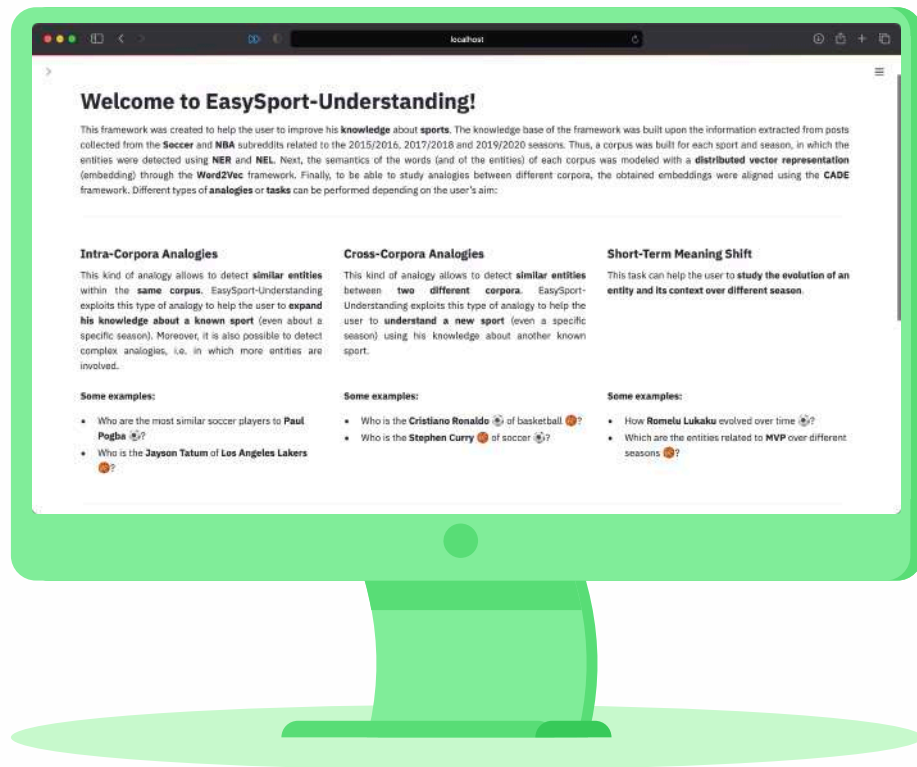 localhost
Welcome to EasySport-Understanding!
This framework was created to help the user to improve his knowledge about sports. The knowledge base of the framework was built upon the information extracted from posts
collected from the Soccer and NBA subreddits related to the 2015/2016, 2017/2018 and 2019/2020 seasons. Thus, a corpus was built for each sport and season, in which the
entities were detected using NER and NEL. Next, the semantics of the words (and of the entities) of each corpus was modeled with a distributed vector representation
(embedding) through the Word2Vec framework. Finally, to be able to study analogies between different corpora, the obtained embeddings were aligned using the CADE
framework. Different types of analogies or tasks can be performed depending on the user's aim:
Intra-Corpora Analogies
This kind of analogy allows to detect similar entities
within the same corpus. EasySport-Understanding
exploits this type of analogy to help the user to expand
his knowledge about a known sport (even about a
specific season). Moreover, it is also possible to detect
complex analogies, i.e. in which more entities are
involved.
Some examples:
• Who are the most similar soccer players to Paul
Pogba ⚽?
• Who is the Jayson Tatum of Los Angeles Lakers
🏀?
Cross-Corpora Analogies
This kind of analogy allows to detect similar entities
between two different corpora. EasySport-
Understanding exploits this type of analogy to help the
user to understand a new sport (even a specific
season) using his knowledge about another known
sport.
Some examples:
• Who is the Cristiano Ronaldo ⚽ of basketball 🏀?
• Who is the Stephen Curry 🏀 of soccer ⚽?
Short-Term Meaning Shift
This task can help the user to study the evolution of an
entity and its context over different season.
Some examples:
• How Romelu Lukaku evolved over time ⚽?
• Which are the entities related to MVP over different
seasons 🏀?